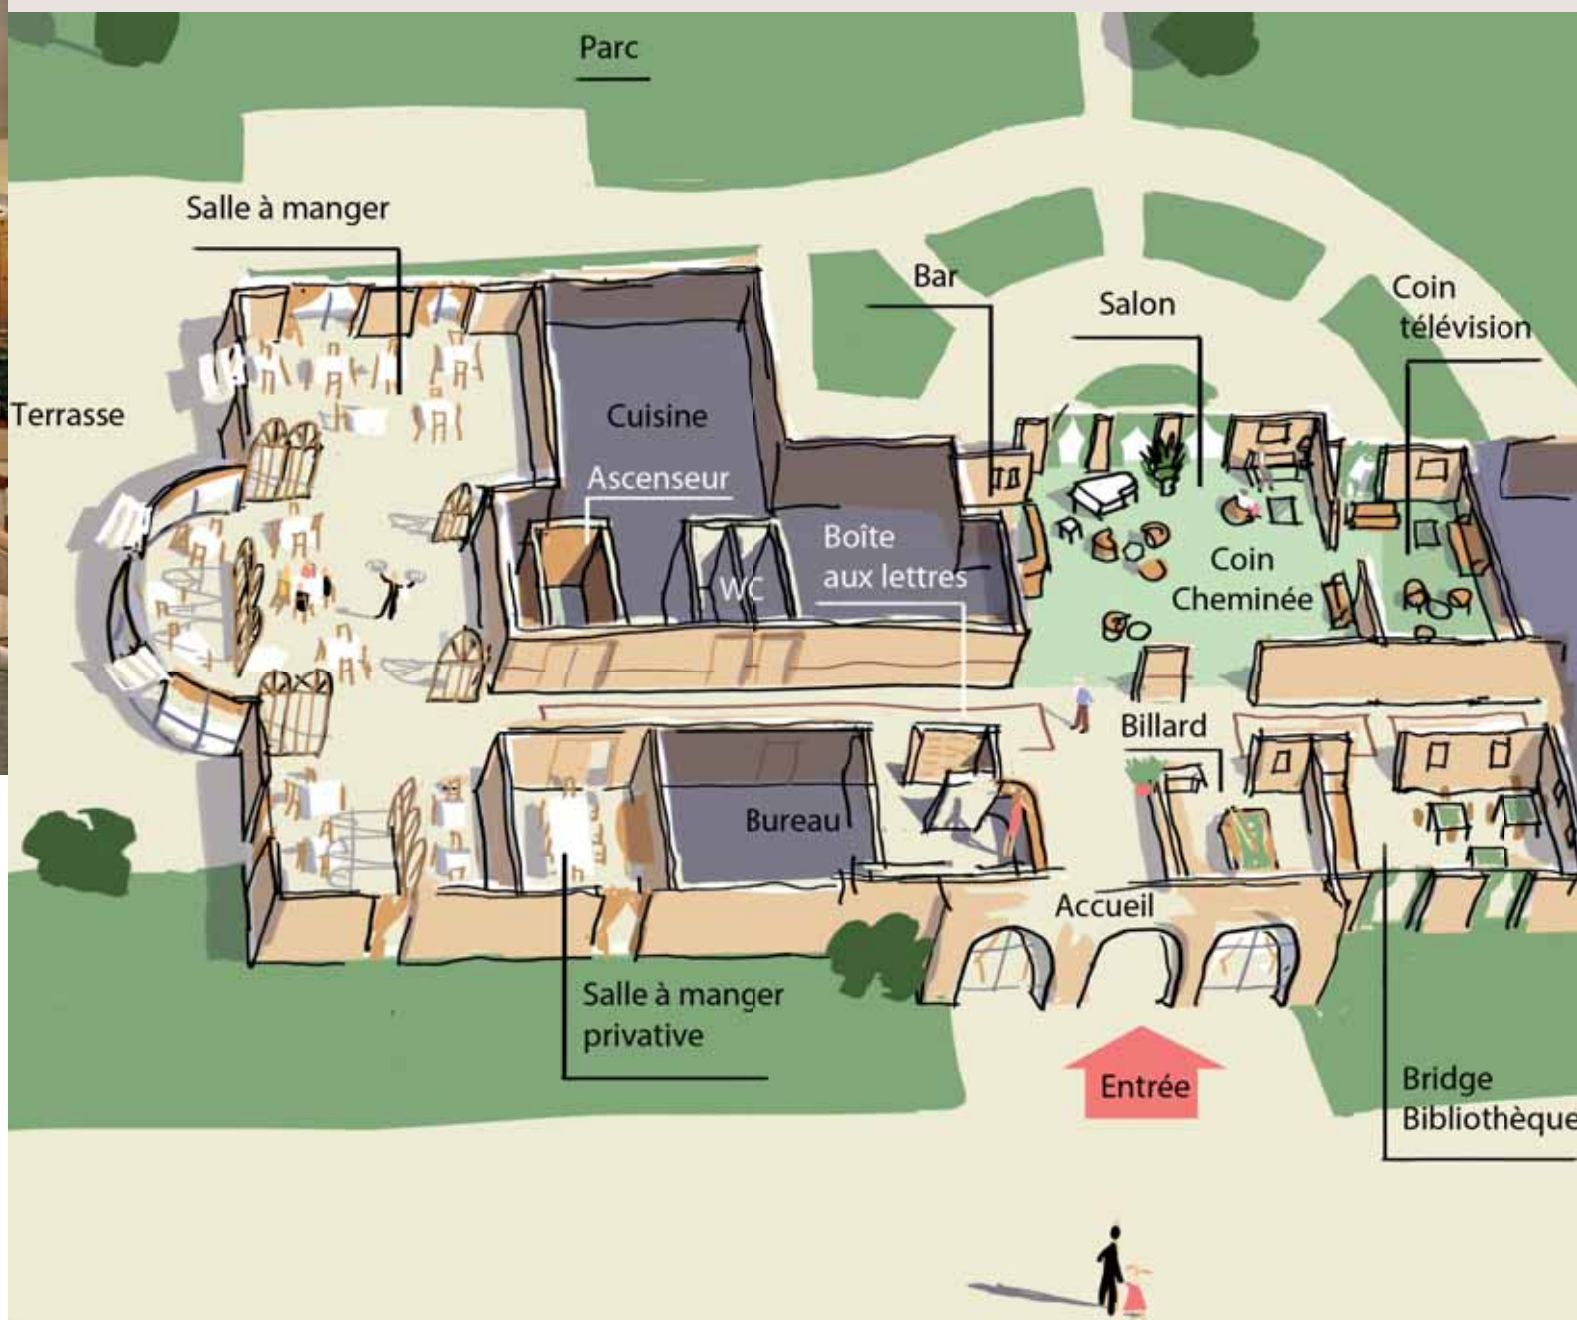 Parc
Salle à manger
Bar
Salon
Coin
télévision
Terrasse
Cuisine
Ascenseur
Boîte
aux lettres
WC
Coin
Cheminée
Billard
Bureau
Accueil
Salle à manger
privative
Entrée
Bridge
Bibliothèque